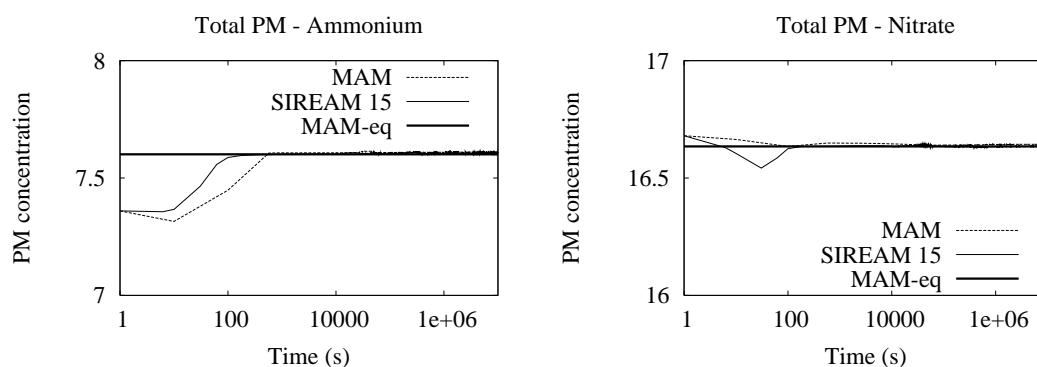 Total PM - Ammonium
8
7.5
7
PM concentration
MAM
SIREAM 15
MAM-eq
1
100
10000
1e+06
Time (s)
Total PM - Nitrate
17
16.5
16
PM concentration
MAM
SIREAM 15
MAM-eq
1
100
10000
1e+06
Time (s)